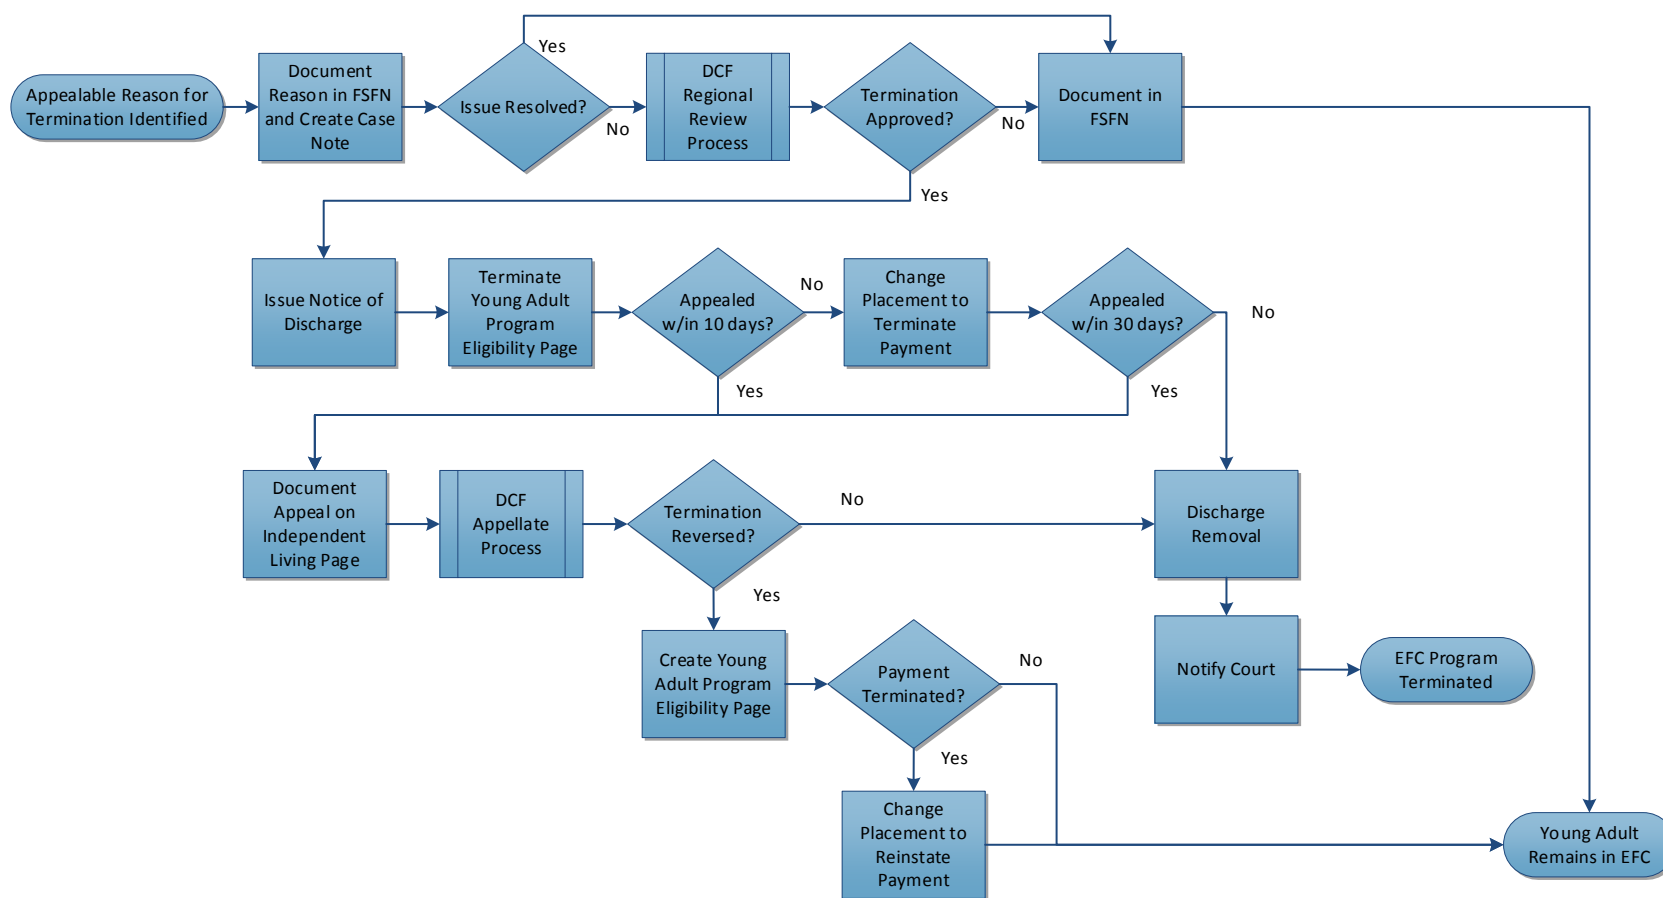 Yes
Appealable Reason for
Termination Identified
Document
Reason in FSFN
and Create Case
Note
Issue Resolved?
No
DCF
Regional
Review
Process
Termination
Approved?
No
Document in
FSFN
Yes
Issue Notice of
Discharge
Terminate
Young Adult
Program
Eligibility Page
Appealed
w/in 10 days?
No
Change
Placement to
Terminate
Payment
Appealed
w/in 30 days?
No
Yes
Yes
Document
Appeal on
Independent
Living Page
DCF
Appellate
Process
Termination
Reversed?
No
Discharge
Removal
Yes
Create Young
Adult Program
Eligibility Page
Payment
Terminated?
No
Notify Court
EFC Program
Terminated
Yes
Change
Placement to
Reinstate
Payment
Young Adult
Remains in EFC